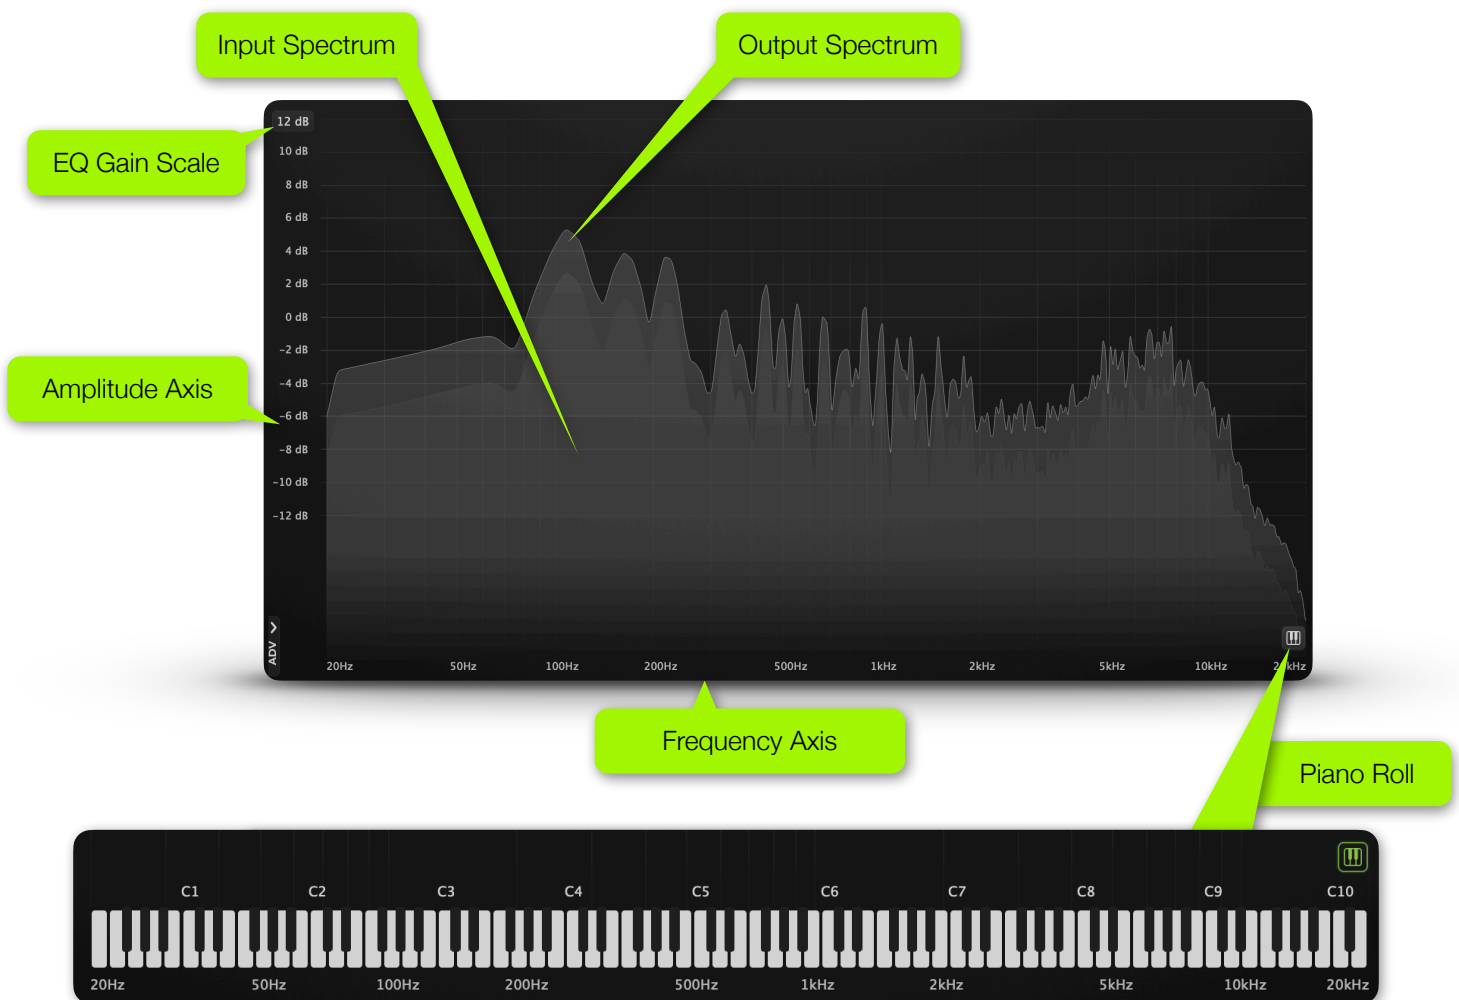 Input Spectrum
Output Spectrum
EQ Gain Scale
12 dB
10 dB
8 dB
6 dB
4 dB
2 dB
0 dB
−2 dB
Amplitude Axis
−4 dB
−6 dB
−8 dB
−10 dB
−12 dB
ADV
20Hz 50Hz 100Hz 200Hz 500Hz 1kHz 2kHz 5kHz 10kHz
Frequency Axis
Piano Roll
C1 C2 C3 C4 C5 C6 C7 C8 C9 C10
20Hz 50Hz 100Hz 200Hz 500Hz 1kHz 2kHz 5kHz 10kHz 20kHz